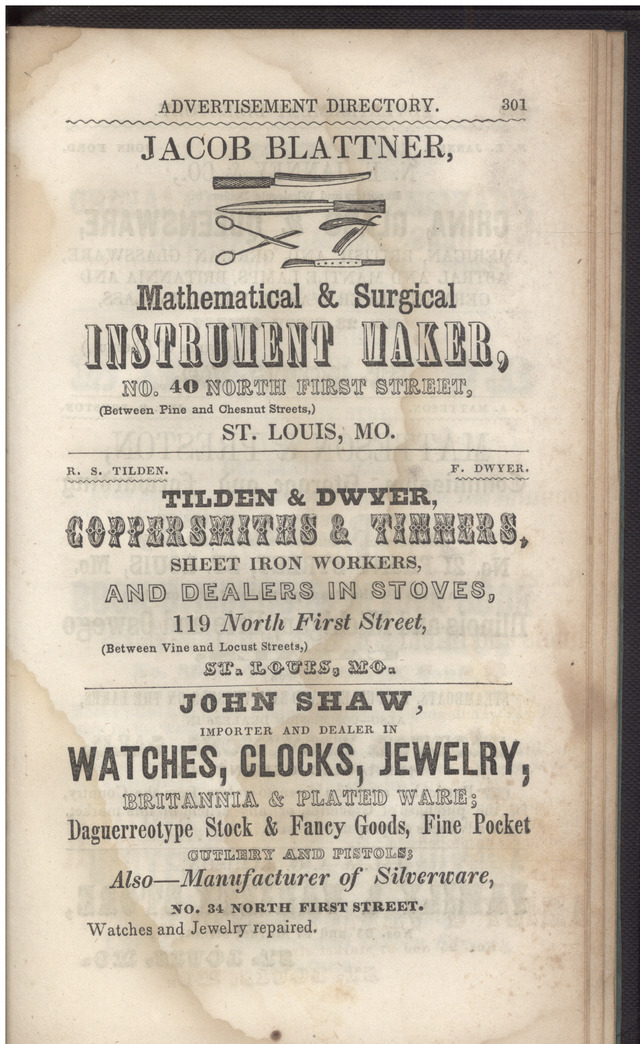 ADVERTISEMENT DIRECTORY. 301
JACOB BLATTNER,
Mathematical & Surgical
INSTRUMENT MAKER,
NO. 40 NORTH FIRST STREET,
(Between Pine and Chesnut Streets,)
ST. LOUIS, MO.
R. S. TILDEN. F. DWYER.
TILDEN & DWYER,
COPPERSMITHS & TINNERS,
SHEET IRON WORKERS,
AND DEALERS IN STOVES,
119 North First Street,
(Between Vine and Locust Streets,)
ST. LOUIS, MO.
JOHN SHAW,
IMPORTER AND DEALER IN
WATCHES, CLOCKS, JEWELRY,
BRITANNIA & PLATED WARE;
Daguerreotype Stock & Fancy Goods, Fine Pocket
CUTLERY AND PISTOLS;
Also—Manufacturer of Silverware,
NO. 34 NORTH FIRST STREET.
Watches and Jewelry repaired.